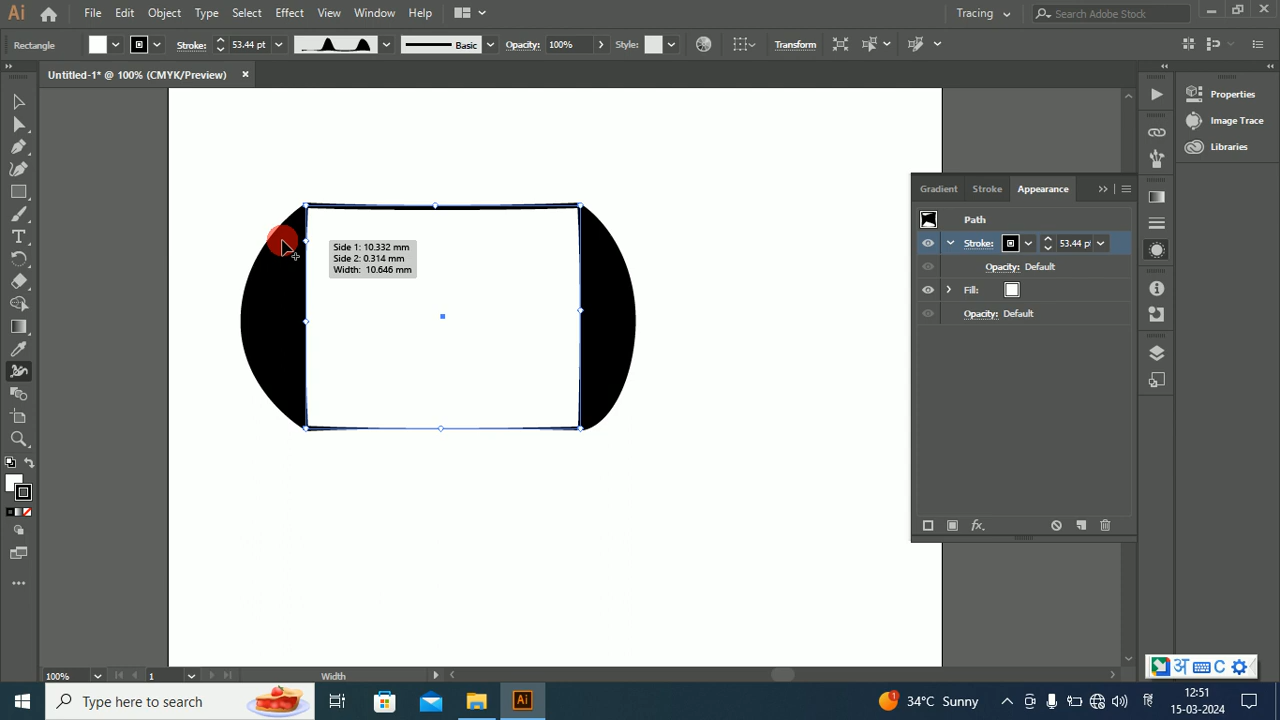 Ai File Edit Object Type Select Effect View Window Help Tracing Search Adobe Stock
Rectangle Stroke: 53.44 pt Basic Opacity: 100% Style: Transform
Untitled-1* @ 100% (CMYK/Preview) ×
Properties
Image Trace
Libraries
Gradient Stroke Appearance
Path
Stroke: 53.44 pt
Opacity: Default
Fill:
Opacity: Default
fx.
Side 1: 10.332 mm
Side 2: 0.314 mm
Width: 10.646 mm
100% 1 Width
अ C
Type here to search Ai 1 34°C Sunny 12:51
15-03-2024